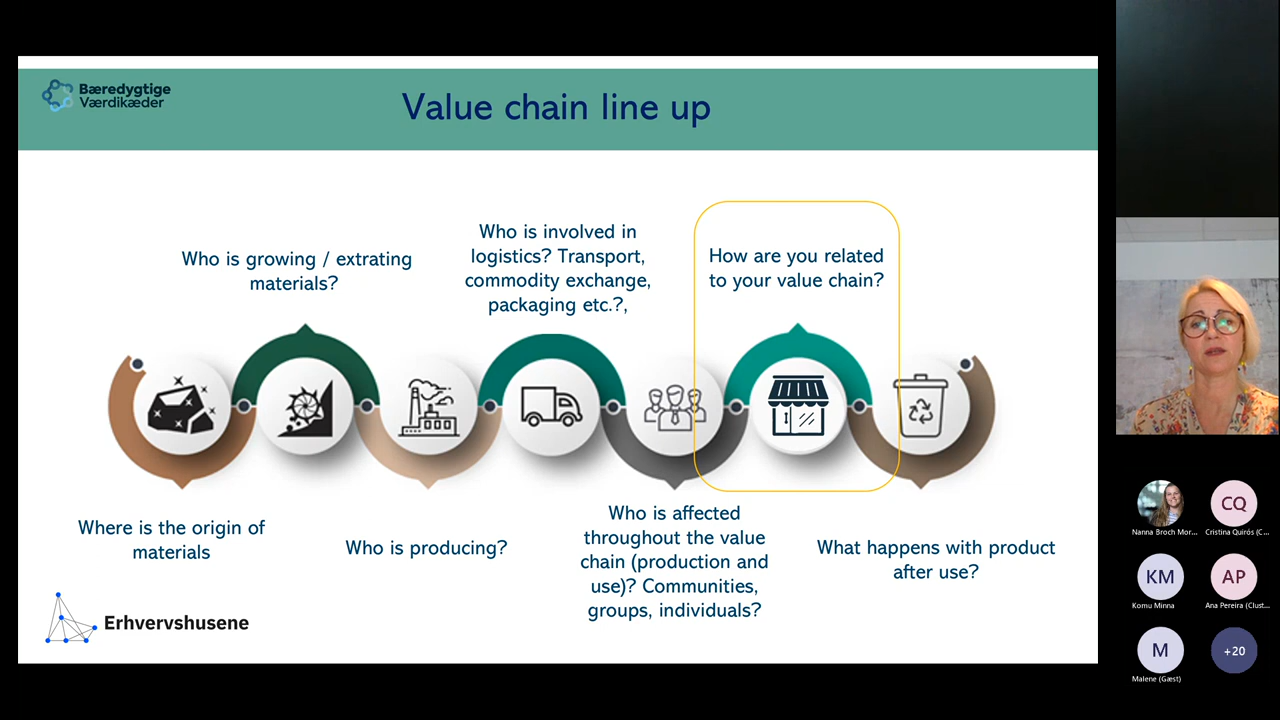 Bæredygtige
Værdikæder
Value chain line up
Who is growing / extrating
materials?
Who is involved in
logistics? Transport,
commodity exchange,
packaging etc.?,
How are you related
to your value chain?
Where is the origin of
materials
Who is producing?
Who is affected
throughout the value
chain (production and
use)? Communities,
groups, individuals?
What happens with product
after use?
Erhvervshusene
CQ
Nanna Broch Mor...
Cristina Quirós (C...
KM
AP
Komu Minna
Ana Pereira (Clust...
M
+20
Malene (Gæst)